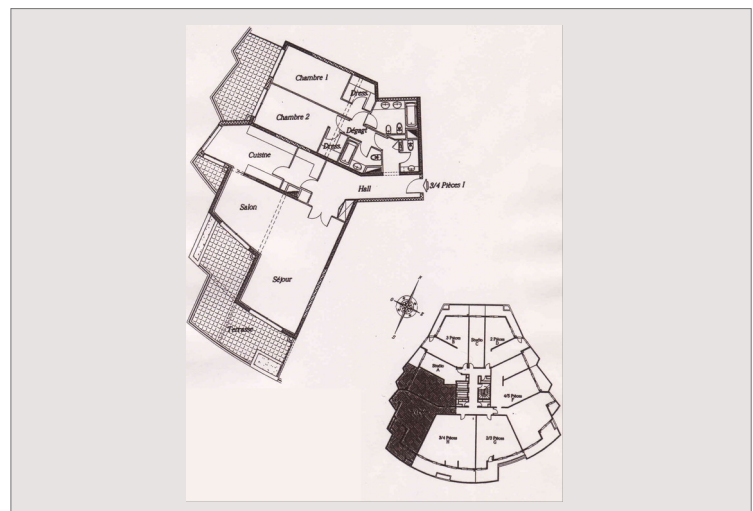 Chambre 1
Dress.
Chambre 2
Dégagt
Dress.
Cuisine
Hall
3/4 Pièces I
Salon
Séjour
Terrasse
2 Pièces
B
Studio
C
2 Pièces
Studio
A
4/5 Pièces
F
3/4 Pièces
H
2/3 Pièces
G